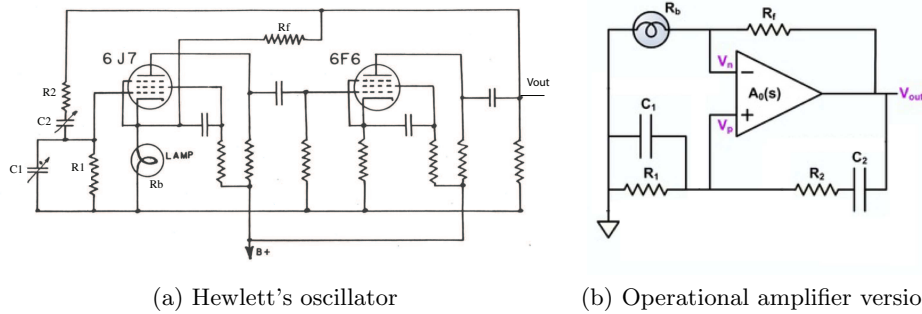 Rf
6J7
6F6
R2
Vout
C2
C1
R1
LAMP
Rb
B+
(a) Hewlett's oscillator
Rb
Rf
Vn
A0(s)
Vout
C1
Vp
C2
R1
R2
(b) Operational amplifier versio